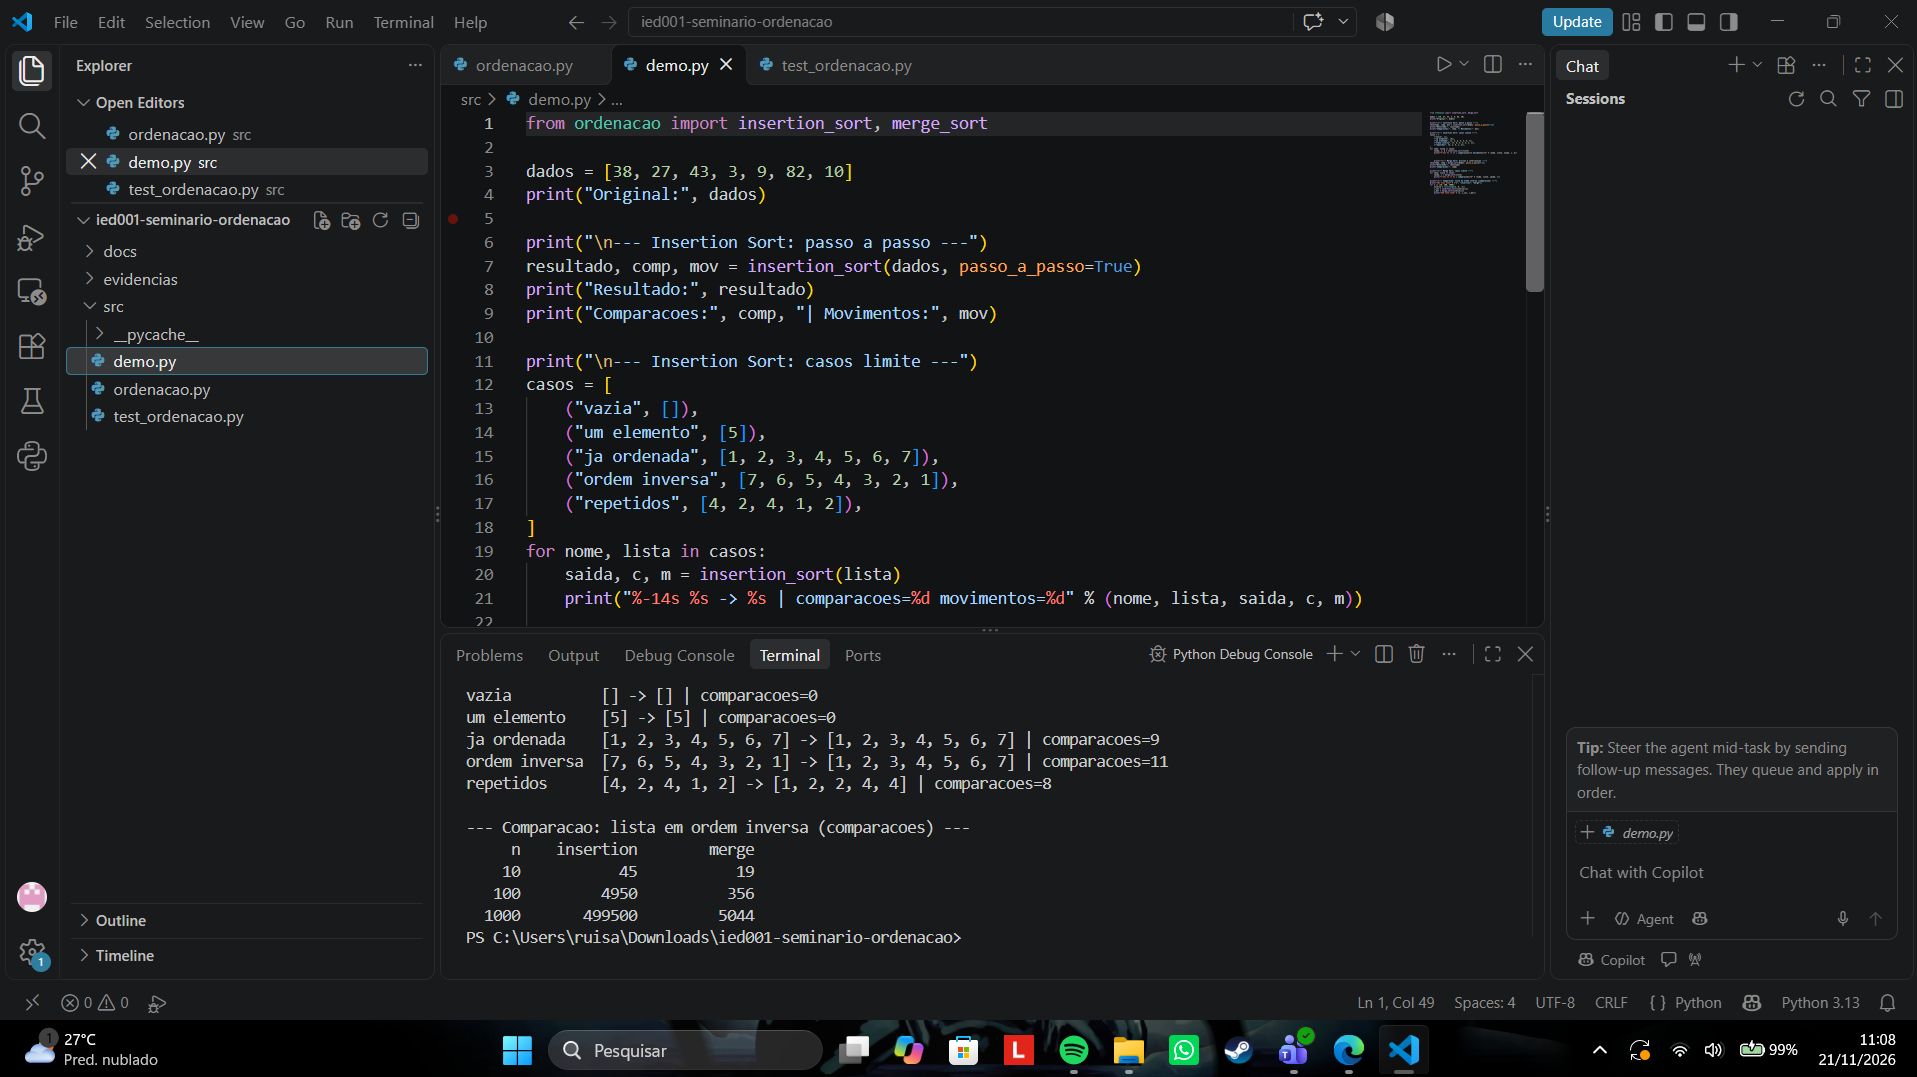 File Edit Selection View Go Run Terminal Help
ied001-seminario-ordenacao
Update
Explorer
Open Editors
ordenacao.py src
demo.py src
test_ordenacao.py src
ied001-seminario-ordenacao
docs
evidencias
src
__pycache__
demo.py
ordenacao.py
test_ordenacao.py
Outline
Timeline
1
ordenacao.py
demo.py
test_ordenacao.py
src > demo.py > ...
1 from ordenacao import insertion_sort, merge_sort
2
3 dados = [38, 27, 43, 3, 9, 82, 10]
4 print("Original:", dados)
5
6 print("\n--- Insertion Sort: passo a passo ---")
7 resultado, comp, mov = insertion_sort(dados, passo_a_passo=True)
8 print("Resultado:", resultado)
9 print("Comparacoes:", comp, "| Movimentos:", mov)
10
11 print("\n--- Insertion Sort: casos limite ---")
12 casos = [
13     ("vazia", []),
14     ("um elemento", [5]),
15     ("ja ordenada", [1, 2, 3, 4, 5, 6, 7]),
16     ("ordem inversa", [7, 6, 5, 4, 3, 2, 1]),
17     ("repetidos", [4, 2, 4, 1, 2]),
18 ]
19 for nome, lista in casos:
20     saida, c, m = insertion_sort(lista)
21     print("%-14s %s -> %s | comparacoes=%d movimentos=%d" % (nome, lista, saida, c, m))
22
Problems Output Debug Console Terminal Ports
Python Debug Console
vazia [] -> [] | comparacoes=0
um elemento [5] -> [5] | comparacoes=0
ja ordenada [1, 2, 3, 4, 5, 6, 7] -> [1, 2, 3, 4, 5, 6, 7] | comparacoes=9
ordem inversa [7, 6, 5, 4, 3, 2, 1] -> [1, 2, 3, 4, 5, 6, 7] | comparacoes=11
repetidos [4, 2, 4, 1, 2] -> [1, 2, 2, 4, 4] | comparacoes=8
--- Comparacao: lista em ordem inversa (comparacoes) ---
n insertion merge
10 45 19
100 4950 356
1000 499500 5044
PS C:\Users\ruisa\Downloads\ied001-seminario-ordenacao>
Chat
Sessions
Tip: Steer the agent mid-task by sending
follow-up messages. They queue and apply in
order.
demo.py
Chat with Copilot
Agent
Copilot
0 0
Ln 1, Col 49 Spaces: 4 UTF-8 CRLF { } Python Python 3.13
1
27°C
Pred. nublado
Pesquisar
L
99%
11:08
21/11/2026